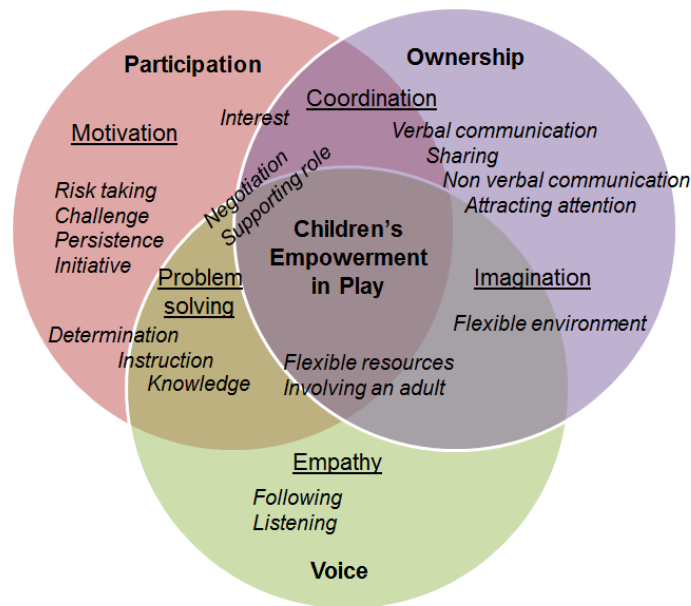 Participation
Ownership
Motivation
Interest
Coordination
Verbal communication
Sharing
Non verbal communication
Attracting attention
Risk taking
Challenge
Persistence
Initiative
Negotiation
Supporting role
Children's
Empowerment
in Play
Problem
solving
Imagination
Flexible environment
Determination
Instruction
Knowledge
Flexible resources
Involving an adult
Empathy
Following
Listening
Voice